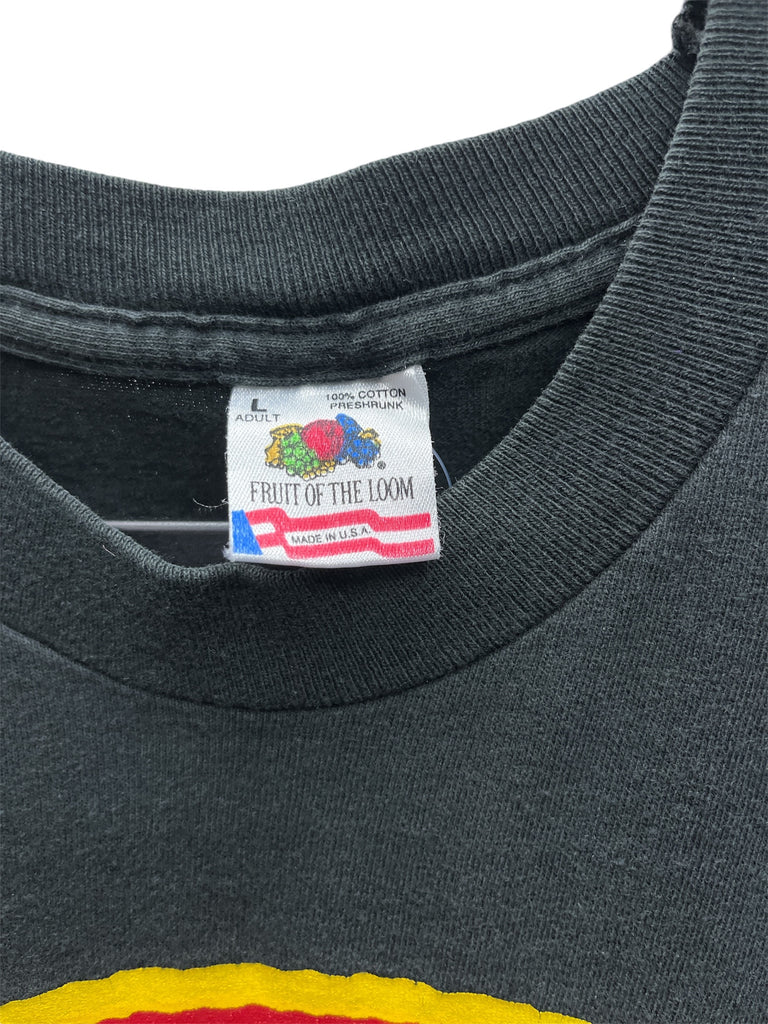 L
ADULT
100% COTTON
PRESHRUNK
®
FRUIT OF THE LOOM
MADE IN U.S.A.